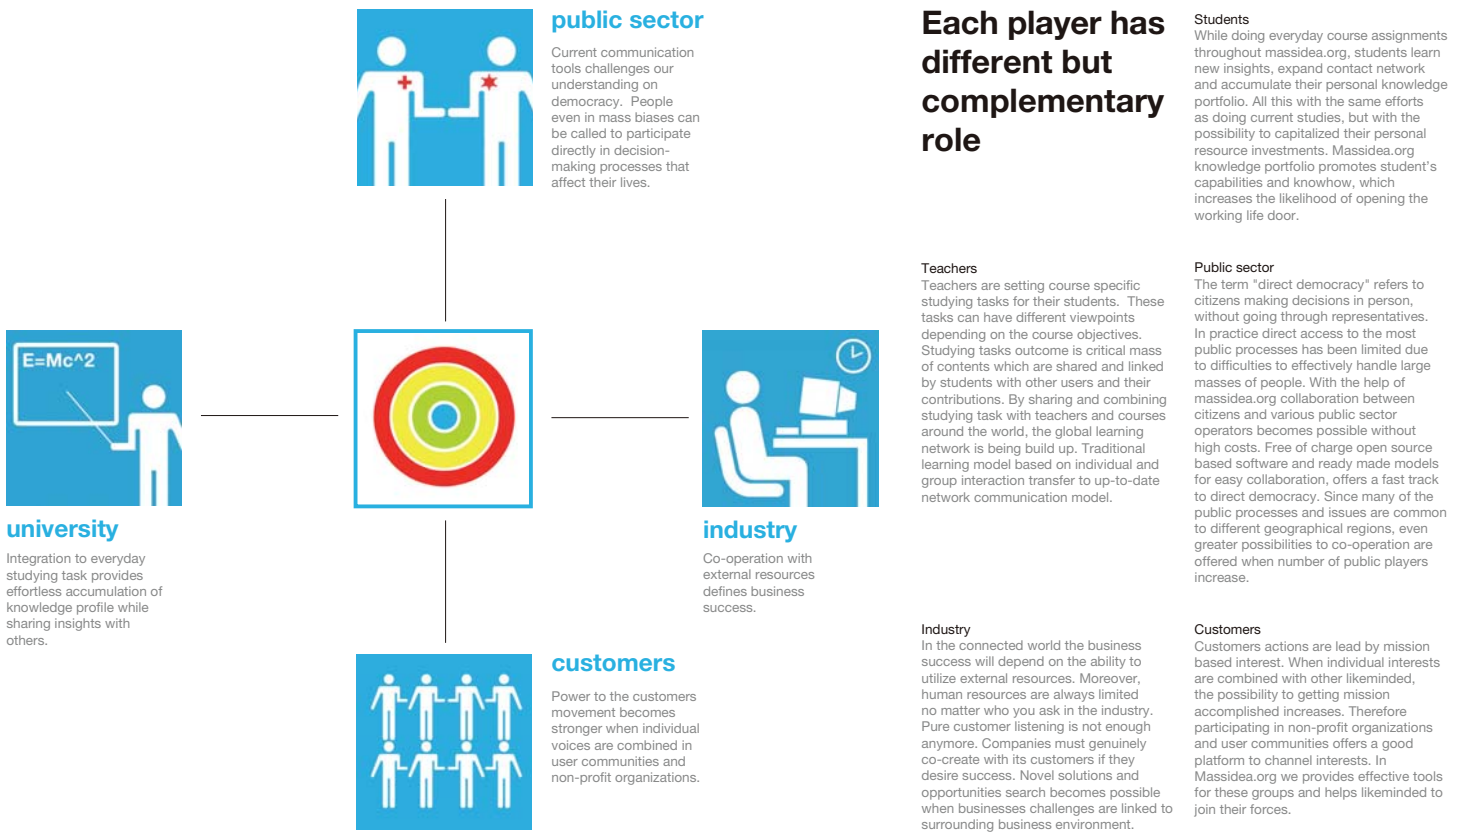 public sector
Current communication
tools challenges our
understanding on
democracy.  People
even in mass biases can
be called to participate
directly in decision-
making processes that
affect their lives.
E=Mc^2
university
Integration to everyday
studying task provides
effortless accumulation of
knowledge profile while
sharing insights with
others.
industry
Co-operation with
external resources
defines business
success.
customers
Power to the customers
movement becomes
stronger when individual
voices are combined in
user communities and
non-profit organizations.
Each player has
different but
complementary
role
Students
While doing everyday course assignments
throughout massidea.org, students learn
new insights, expand contact network
and accumulate their personal knowledge
portfolio. All this with the same efforts
as doing current studies, but with the
possibility to capitalized their personal
resource investments. Massidea.org
knowledge portfolio promotes student's
capabilities and knowhow, which
increases the likelihood of opening the
working life door.
Teachers
Teachers are setting course specific
studying tasks for their students.  These
tasks can have different viewpoints
depending on the course objectives.
Studying tasks outcome is critical mass
of contents which are shared and linked
by students with other users and their
contributions. By sharing and combining
studying task with teachers and courses
around the world, the global learning
network is being build up. Traditional
learning model based on individual and
group interaction transfer to up-to-date
network communication model.
Public sector
The term "direct democracy" refers to
citizens making decisions in person,
without going through representatives.
In practice direct access to the most
public processes has been limited due
to difficulties to effectively handle large
masses of people. With the help of
massidea.org collaboration between
citizens and various public sector
operators becomes possible without
high costs. Free of charge open source
based software and ready made models
for easy collaboration, offers a fast track
to direct democracy. Since many of the
public processes and issues are common
to different geographical regions, even
greater possibilities to co-operation are
offered when number of public players
increase.
Industry
In the connected world the business
success will depend on the ability to
utilize external resources. Moreover,
human resources are always limited
no matter who you ask in the industry.
Pure customer listening is not enough
anymore. Companies must genuinely
co-create with its customers if they
desire success. Novel solutions and
opportunities search becomes possible
when businesses challenges are linked to
surrounding business environment.
Customers
Customers actions are lead by mission
based interest. When individual interests
are combined with other likeminded,
the possibility to getting mission
accomplished increases. Therefore
participating in non-profit organizations
and user communities offers a good
platform to channel interests. In
Massidea.org we provides effective tools
for these groups and helps likeminded to
join their forces.